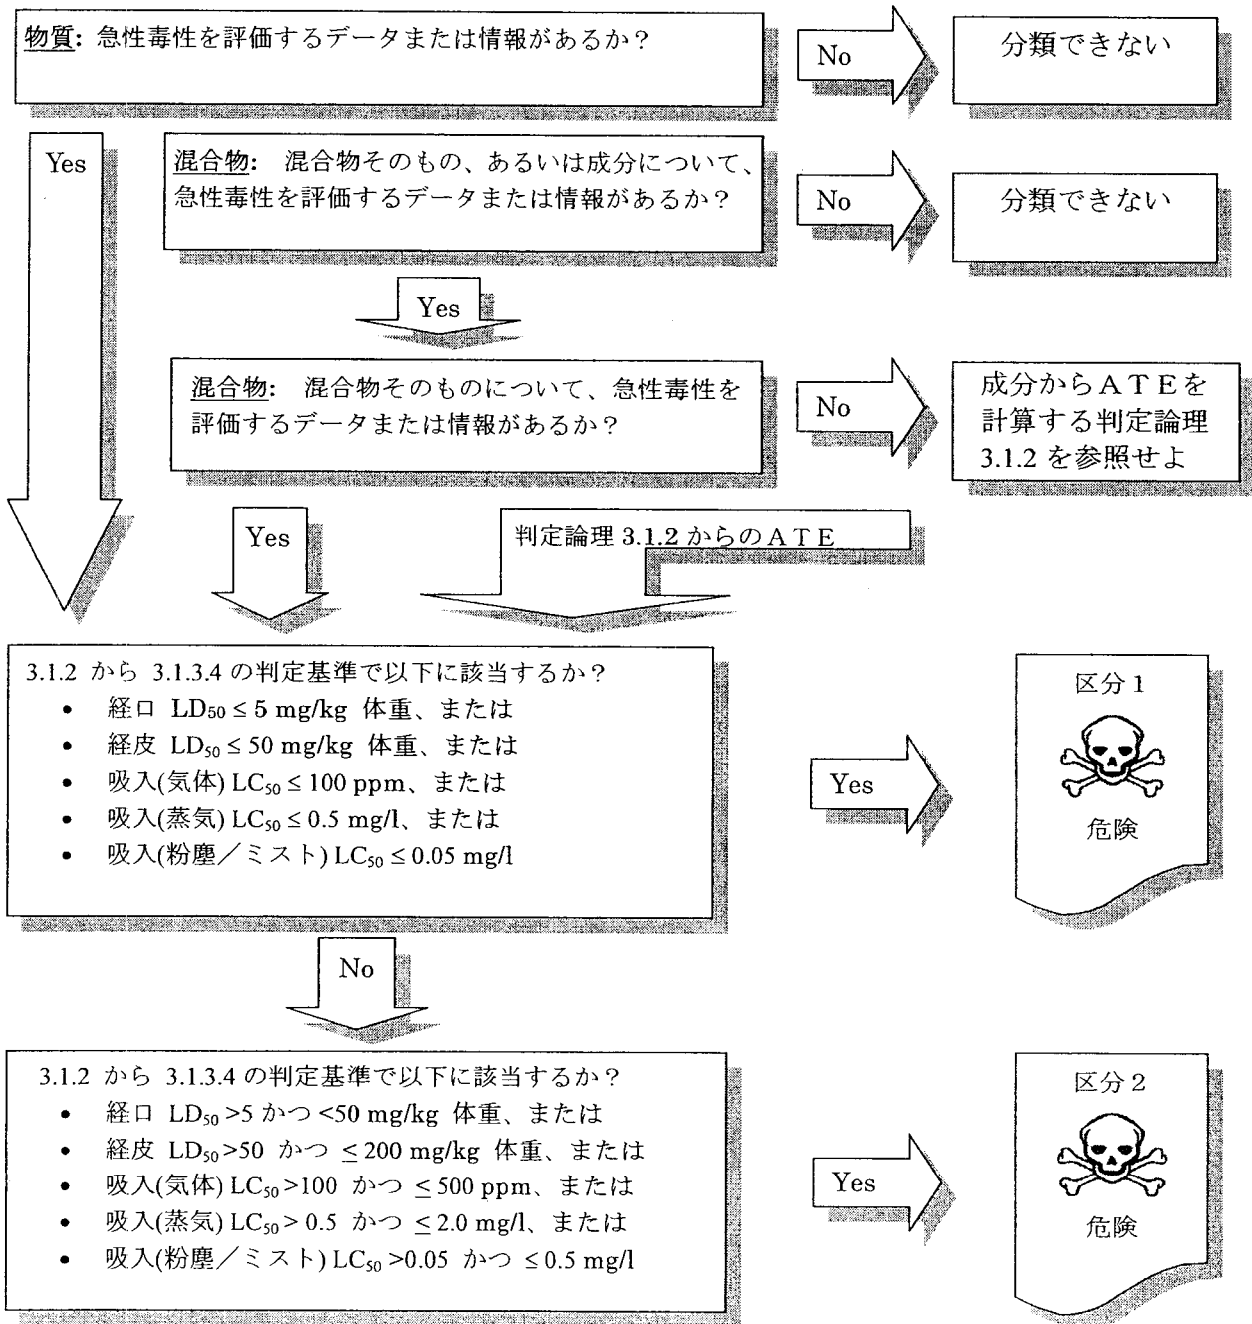 物質: 急性毒性を評価するデータまたは情報があるか？
No
分類できない
Yes
混合物: 混合物そのもの、あるいは成分について、
急性毒性を評価するデータまたは情報があるか？
No
分類できない
Yes
混合物: 混合物そのものについて、急性毒性を
評価するデータまたは情報があるか？
No
成分からＡＴＥを
計算する判定論理
3.1.2 を参照せよ
Yes
判定論理 3.1.2 からのＡＴＥ
3.1.2 から 3.1.3.4 の判定基準で以下に該当するか？
• 経口 LD₅₀ ≤ 5 mg/kg 体重、または
• 経皮 LD₅₀ ≤ 50 mg/kg 体重、または
• 吸入(気体) LC₅₀ ≤ 100 ppm、または
• 吸入(蒸気) LC₅₀ ≤ 0.5 mg/l、または
• 吸入(粉塵／ミスト) LC₅₀ ≤ 0.05 mg/l
Yes
区分１
危険
No
3.1.2 から 3.1.3.4 の判定基準で以下に該当するか？
• 経口 LD₅₀ >5 かつ <50 mg/kg 体重、または
• 経皮 LD₅₀ >50 かつ ≤200 mg/kg 体重、または
• 吸入(気体) LC₅₀ >100 かつ ≤500 ppm、または
• 吸入(蒸気) LC₅₀ > 0.5 かつ ≤2.0 mg/l、または
• 吸入(粉塵／ミスト) LC₅₀ >0.05 かつ ≤ 0.5 mg/l
Yes
区分２
危険